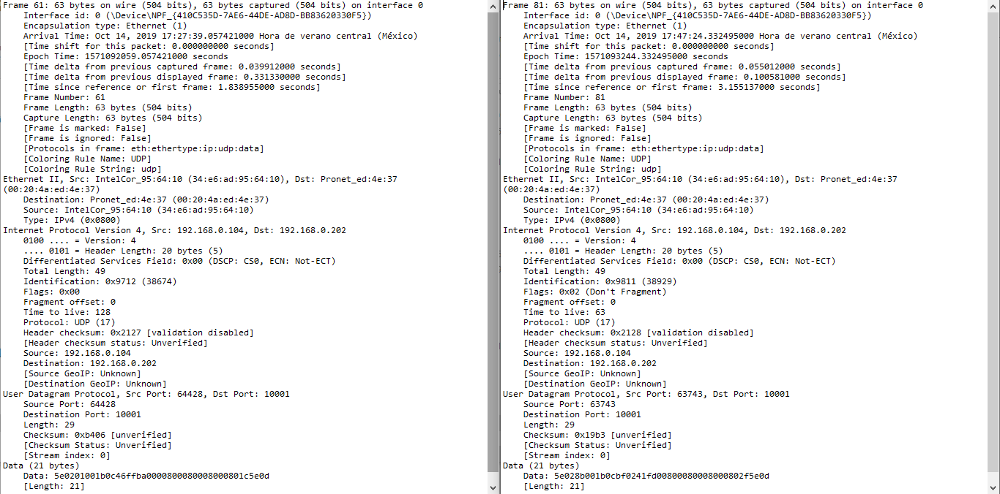 Frame 61: 63 bytes on wire (504 bits), 63 bytes captured (504 bits) on interface 0
Interface id: 0 (\Device\NPF_{410C535D-7AE6-44DE-AD8D-BB83620330F5})
Encapsulation type: Ethernet (1)
Arrival Time: Oct 14, 2019 17:27:39.057421000 Hora de verano central (México)
[Time shift for this packet: 0.000000000 seconds]
Epoch Time: 1571092059.057421000 seconds
[Time delta from previous captured frame: 0.039912000 seconds]
[Time delta from previous displayed frame: 0.331330000 seconds]
[Time since reference or first frame: 1.838955000 seconds]
Frame Number: 61
Frame Length: 63 bytes (504 bits)
Capture Length: 63 bytes (504 bits)
[Frame is marked: False]
[Frame is ignored: False]
[Protocols in frame: eth:ethertype:ip:udp:data]
[Coloring Rule Name: UDP]
[Coloring Rule String: udp]
Ethernet II, Src: IntelCor_95:64:10 (34:e6:ad:95:64:10), Dst: Pronet_ed:4e:37
(00:20:4a:ed:4e:37)
Destination: Pronet_ed:4e:37 (00:20:4a:ed:4e:37)
Source: IntelCor_95:64:10 (34:e6:ad:95:64:10)
Type: IPv4 (0x0800)
Internet Protocol Version 4, Src: 192.168.0.104, Dst: 192.168.0.202
0100 .... = Version: 4
.... 0101 = Header Length: 20 bytes (5)
Differentiated Services Field: 0x00 (DSCP: CS0, ECN: Not-ECT)
Total Length: 49
Identification: 0x9712 (38674)
Flags: 0x00
Fragment offset: 0
Time to live: 128
Protocol: UDP (17)
Header checksum: 0x2127 [validation disabled]
[Header checksum status: Unverified]
Source: 192.168.0.104
Destination: 192.168.0.202
[Source GeoIP: Unknown]
[Destination GeoIP: Unknown]
User Datagram Protocol, Src Port: 64428, Dst Port: 10001
Source Port: 64428
Destination Port: 10001
Length: 29
Checksum: 0xb406 [unverified]
[Checksum Status: Unverified]
[Stream index: 0]
Data (21 bytes)
Data: 5e0201001b0c46ffba0000800080008000801c5e0d
[Length: 21]
Frame 81: 63 bytes on wire (504 bits), 63 bytes captured (504 bits) on interface 0
Interface id: 0 (\Device\NPF_{410C535D-7AE6-44DE-AD8D-BB83620330F5})
Encapsulation type: Ethernet (1)
Arrival Time: Oct 14, 2019 17:47:24.332495000 Hora de verano central (México)
[Time shift for this packet: 0.000000000 seconds]
Epoch Time: 1571093244.332495000 seconds
[Time delta from previous captured frame: 0.055012000 seconds]
[Time delta from previous displayed frame: 0.100581000 seconds]
[Time since reference or first frame: 3.155137000 seconds]
Frame Number: 81
Frame Length: 63 bytes (504 bits)
Capture Length: 63 bytes (504 bits)
[Frame is marked: False]
[Frame is ignored: False]
[Protocols in frame: eth:ethertype:ip:udp:data]
[Coloring Rule Name: UDP]
[Coloring Rule String: udp]
Ethernet II, Src: IntelCor_95:64:10 (34:e6:ad:95:64:10), Dst: Pronet_ed:4e:37
(00:20:4a:ed:4e:37)
Destination: Pronet_ed:4e:37 (00:20:4a:ed:4e:37)
Source: IntelCor_95:64:10 (34:e6:ad:95:64:10)
Type: IPv4 (0x0800)
Internet Protocol Version 4, Src: 192.168.0.104, Dst: 192.168.0.202
0100 .... = Version: 4
.... 0101 = Header Length: 20 bytes (5)
Differentiated Services Field: 0x00 (DSCP: CS0, ECN: Not-ECT)
Total Length: 49
Identification: 0x9811 (38929)
Flags: 0x02 (Don't Fragment)
Fragment offset: 0
Time to live: 63
Protocol: UDP (17)
Header checksum: 0x2128 [validation disabled]
[Header checksum status: Unverified]
Source: 192.168.0.104
Destination: 192.168.0.202
[Source GeoIP: Unknown]
[Destination GeoIP: Unknown]
User Datagram Protocol, Src Port: 63743, Dst Port: 10001
Source Port: 63743
Destination Port: 10001
Length: 29
Checksum: 0x19b3 [unverified]
[Checksum Status: Unverified]
[Stream index: 0]
Data (21 bytes)
Data: 5e028b001b0cbf0241fd00800080008000802f5e0d
[Length: 21]